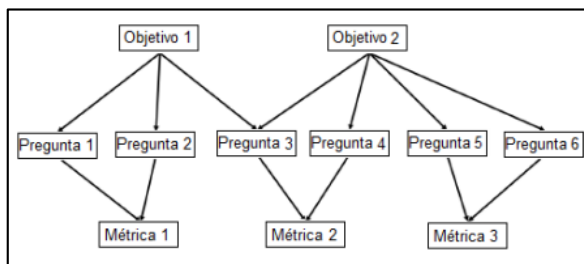 Objetivo 1
Objetivo 2
Pregunta 1
Pregunta 2
Pregunta 3
Pregunta 4
Pregunta 5
Pregunta 6
Métrica 1
Métrica 2
Métrica 3